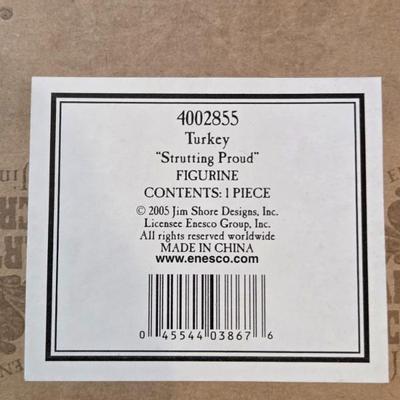 4002855
Turkey
"Strutting Proud"
FIGURINE
CONTENTS: 1 PIECE
© 2005 Jim Shore Designs, Inc.
Licensee Enesco Group, Inc.
All rights reserved worldwide
MADE IN CHINA
www.enesco.com
0 45544 03867 6